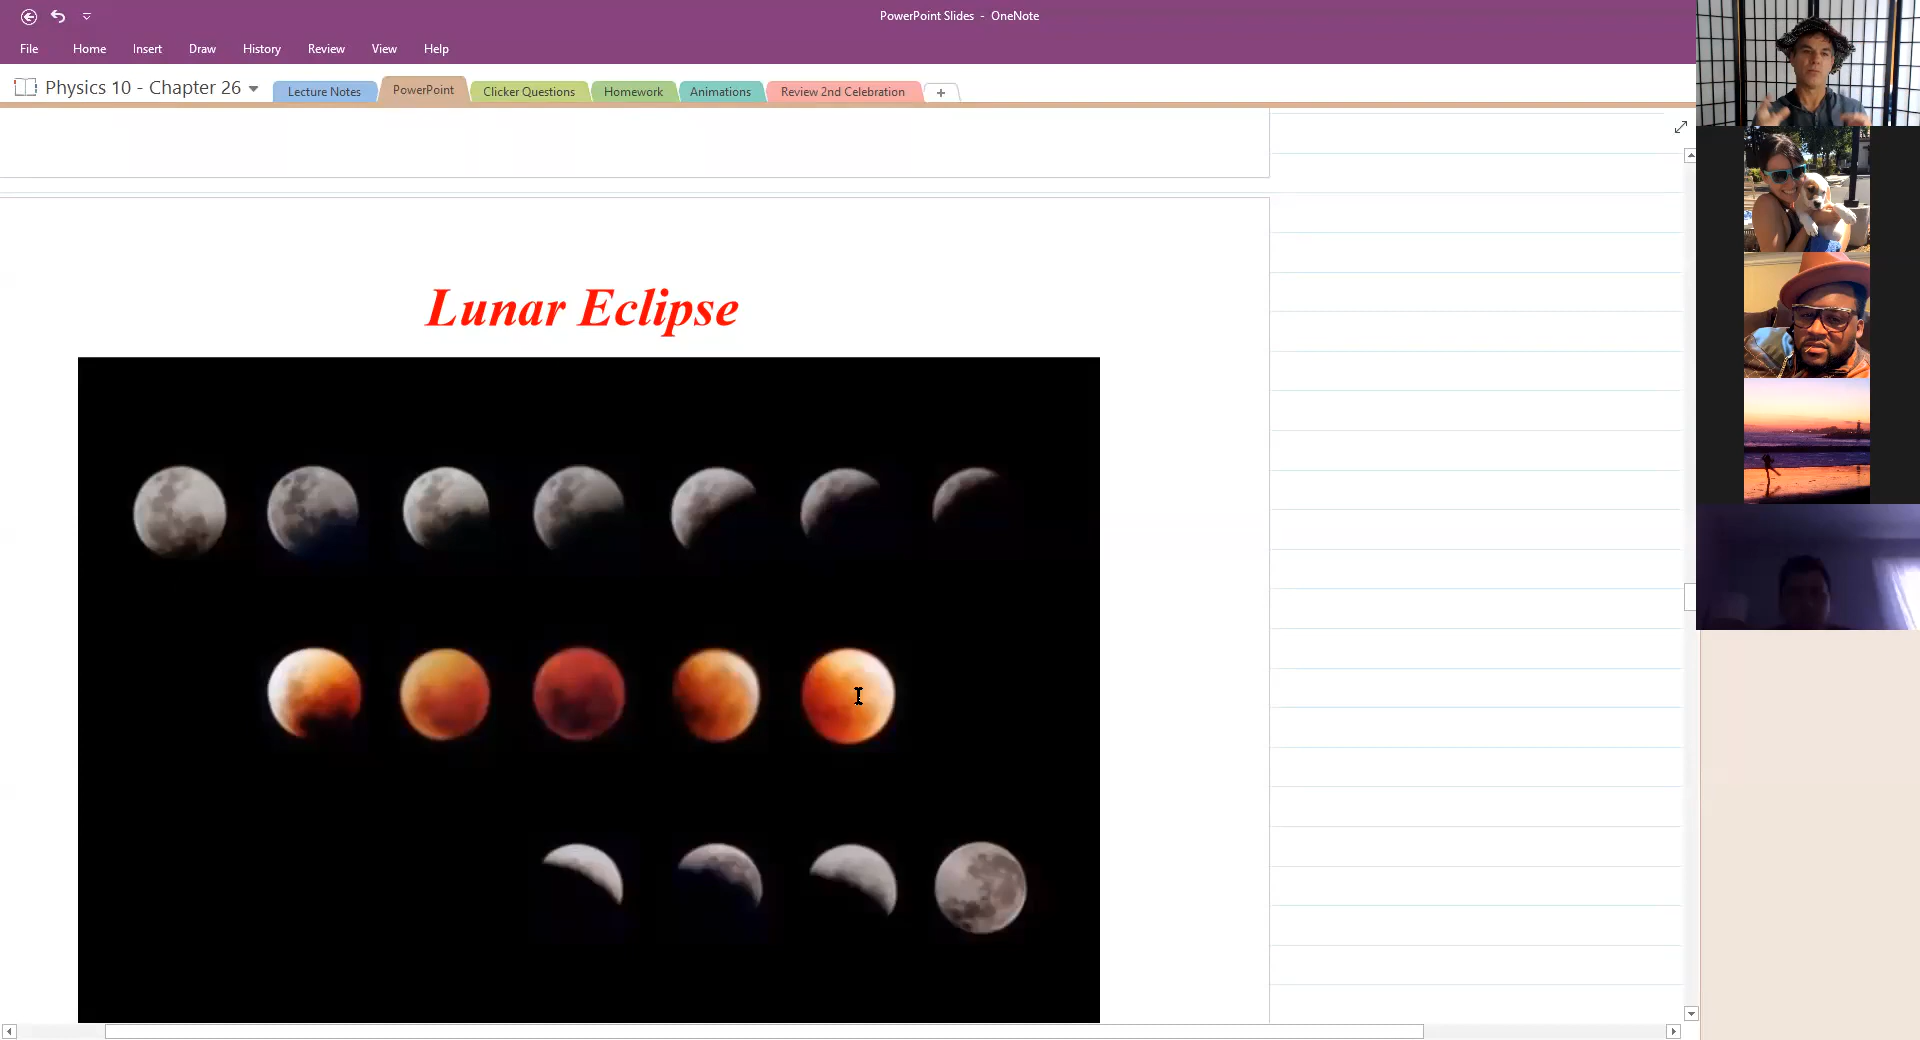 PowerPoint Slides - OneNote
File Home Insert Draw History Review View Help
Physics 10 - Chapter 26 Lecture Notes PowerPoint Clicker Questions Homework Animations Review 2nd Celebration +
Lunar Eclipse